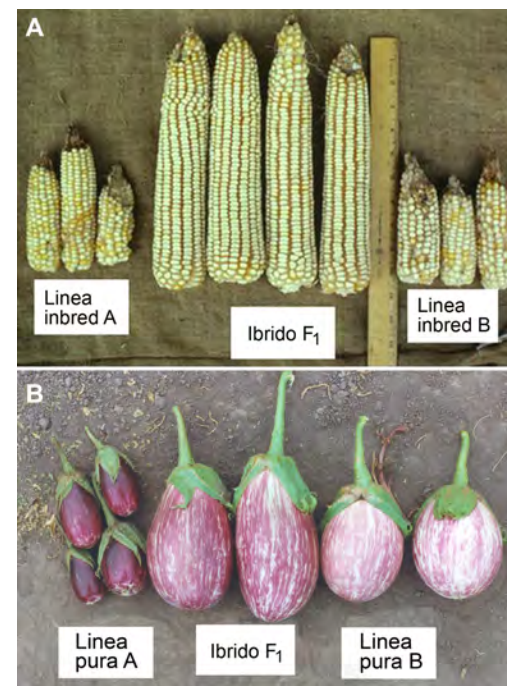 A
Linea
inbred A
Ibrido F₁
Linea
inbred B
B
Linea
pura A
Ibrido F₁
Linea
pura B